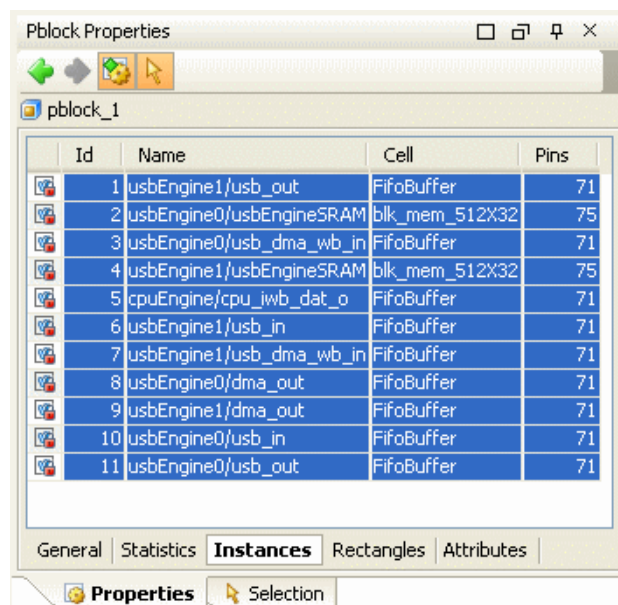 Pblock Properties
pblock_1
Id Name Cell Pins
1 usbEngine1/usb_out FifoBuffer 71
2 usbEngine0/usbEngineSRAM blk_mem_512X32 75
3 usbEngine0/usb_dma_wb_in FifoBuffer 71
4 usbEngine1/usbEngineSRAM blk_mem_512X32 75
5 cpuEngine/cpu_iwb_dat_o FifoBuffer 71
6 usbEngine1/usb_in FifoBuffer 71
7 usbEngine1/usb_dma_wb_in FifoBuffer 71
8 usbEngine0/dma_out FifoBuffer 71
9 usbEngine1/dma_out FifoBuffer 71
10 usbEngine0/usb_in FifoBuffer 71
11 usbEngine0/usb_out FifoBuffer 71
General Statistics Instances Rectangles Attributes
Properties Selection